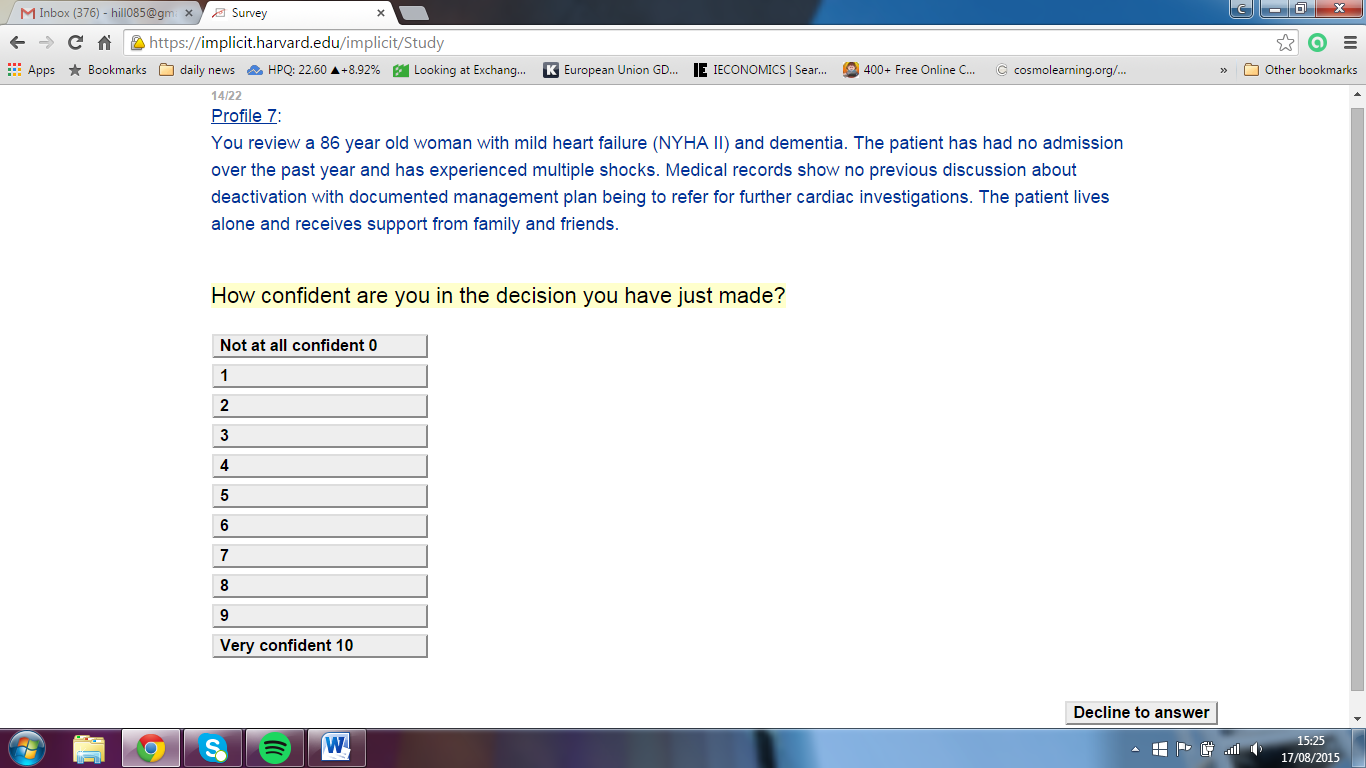 Inbox (376) - hill085@gm
Survey
C
https://implicit.harvard.edu/implicit/Study
Apps
Bookmarks
daily news
HPQ: 22.60 ▲+8.92%
Looking at Exchang...
K
European Union GD...
IE
IECONOMICS | Sear...
400+ Free Online C...
cosmolearning.org/...
»
Other bookmarks
14/22
Profile 7:
You review a 86 year old woman with mild heart failure (NYHA II) and dementia. The patient has had no admission
over the past year and has experienced multiple shocks. Medical records show no previous discussion about
deactivation with documented management plan being to refer for further cardiac investigations. The patient lives
alone and receives support from family and friends.
How confident are you in the decision you have just made?
Not at all confident 0
1
2
3
4
5
6
7
8
9
Very confident 10
Decline to answer
15:25
17/08/2015